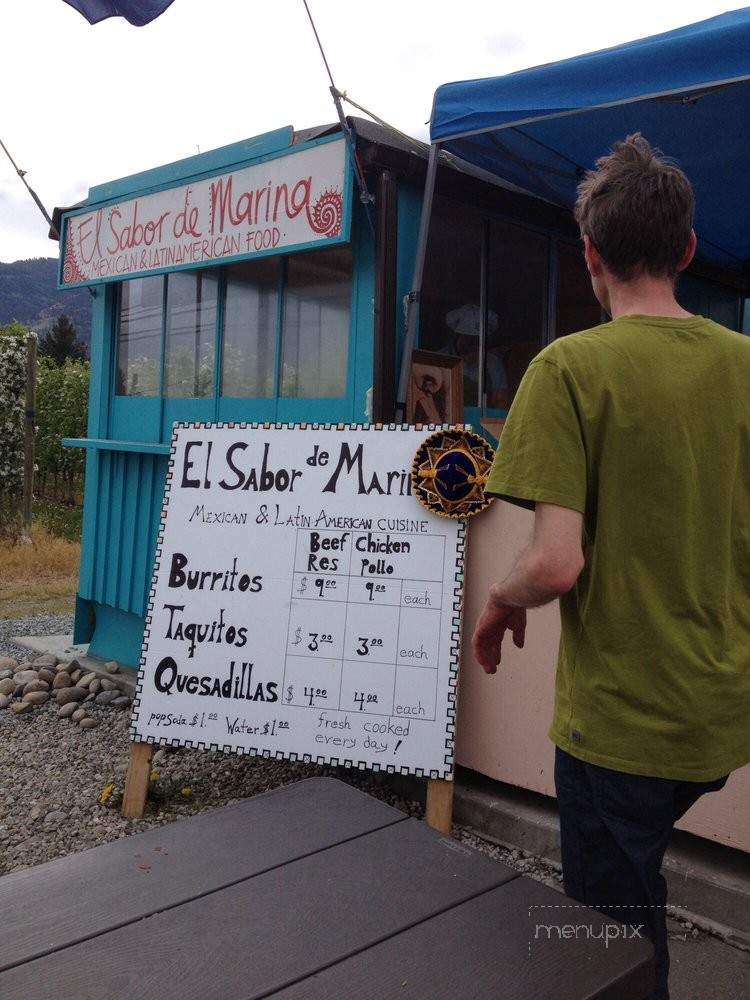 El Sabor de Marina
MEXICAN & LATINAMERICAN FOOD.
El Sabor de Mari
MEXICAN & LATIN AMERICAN CUISINE
Beef Chicken
Res Pollo
Burritos $ 9.00 9.00 each
Taquitos $ 3.00 3.00 each
Quesadillas $ 4.00 4.00 each
pop Soda $1.00 Water $1.00 fresh cooked
every day!
menupix